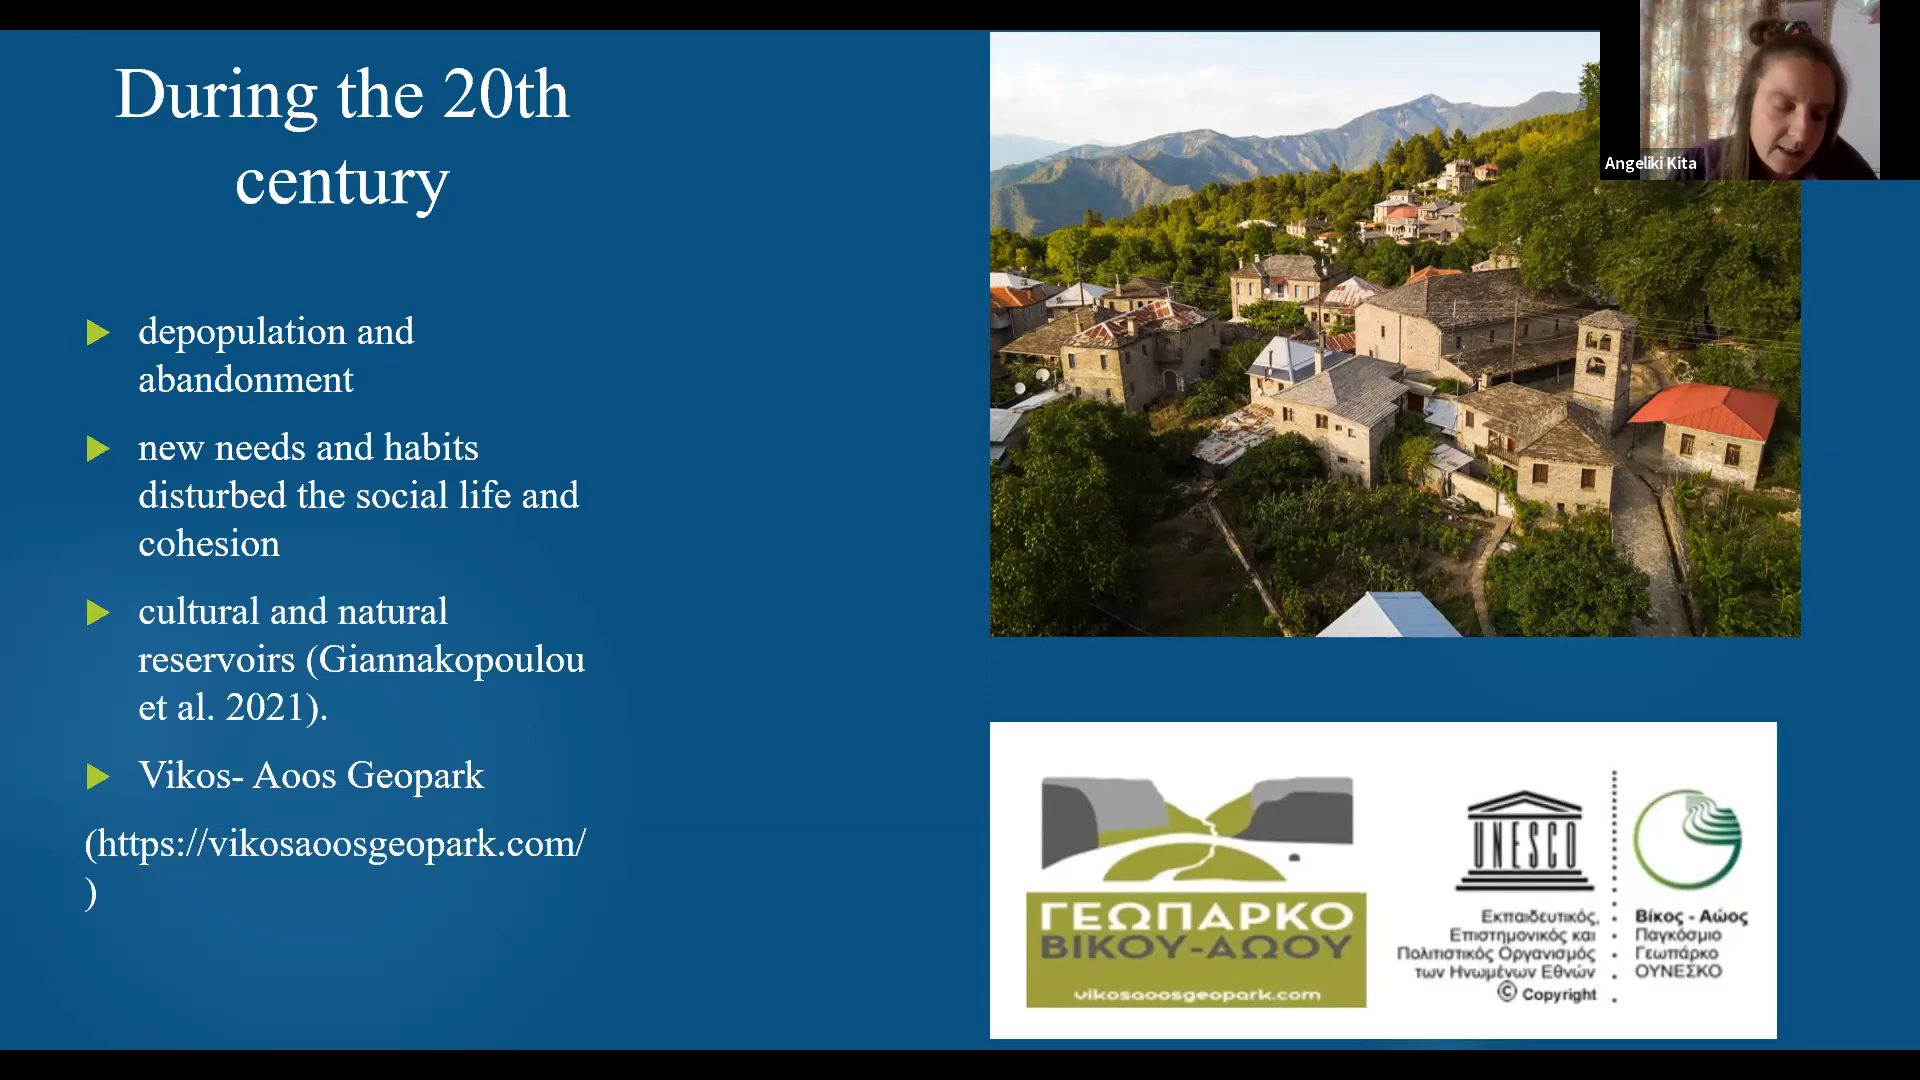 During the 20th
century
depopulation and
abandonment
new needs and habits
disturbed the social life and
cohesion
cultural and natural
reservoirs (Giannakopoulou
et al. 2021).
Vikos- Aoos Geopark
(https://vikosaoosgeopark.com/
)
Angeliki Kita
ΓΕΩΠΑΡΚΟ
ΒΙΚΟΥ-ΑΩΟΥ
vikosaoosgeopark.com
UNESCO
Εκπαιδευτικός,
Επιστημονικός και
Πολιτιστικός Οργανισμός
των Ηνωμένων Εθνών
© Copyright
Βίκος - Αώος
Παγκόσμιο
Γεωπάρκο
ΟΥΝΕΣΚΟ